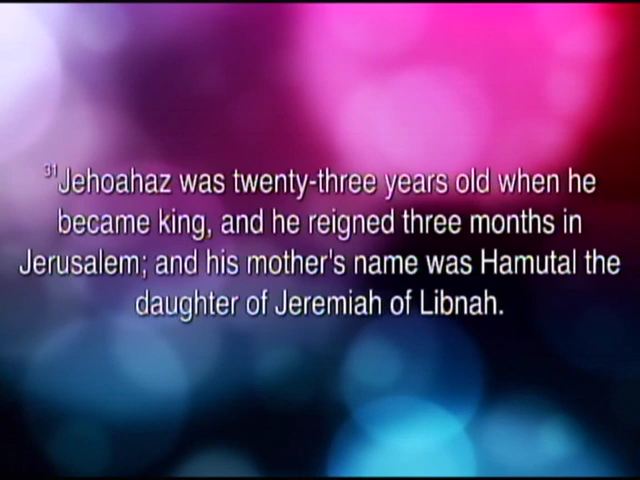 31Jehoahaz was twenty-three years old when he
became king, and he reigned three months in
Jerusalem; and his mother's name was Hamutal the
daughter of Jeremiah of Libnah.